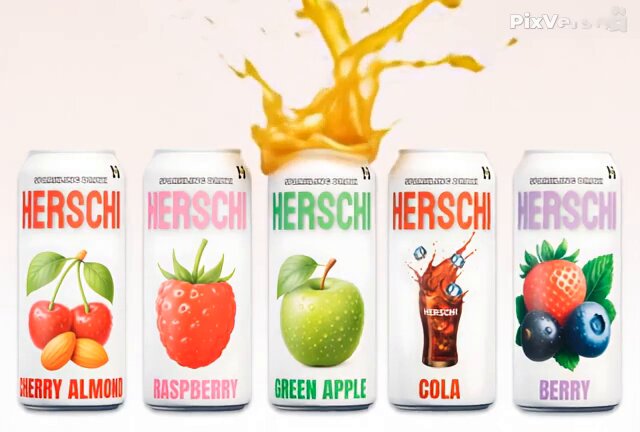 SPARKLING DRINK
HERSCHI
CHERRY ALMOND
SPARKLING DRINK
HERSCHI
RASPBERRY
SPARKLING DRINK
HERSCHI
GREEN APPLE
SPARKLING DRINK
HERSCHI
HERSCHI
COLA
SPARKLING DRINK
HERSCHI
BERRY